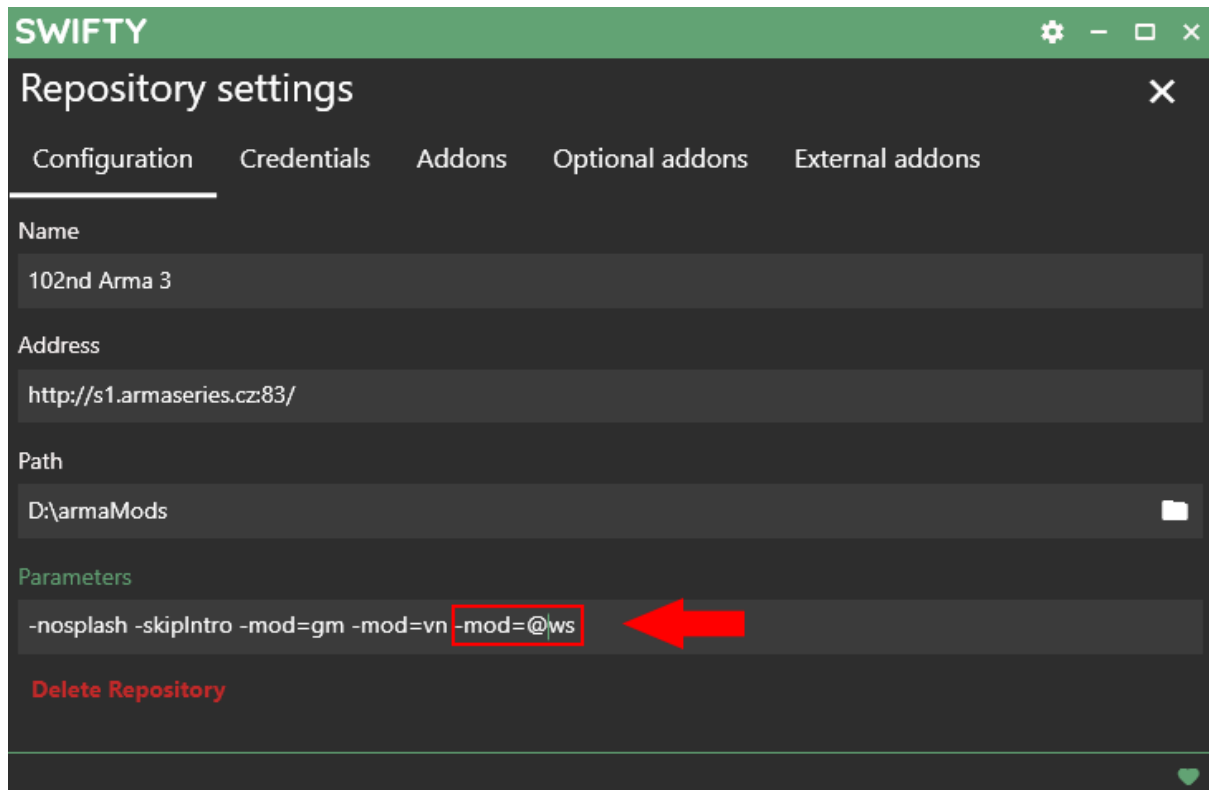 SWIFTY
Repository settings
Configuration Credentials Addons Optional addons External addons
Name
102nd Arma 3
Address
http://s1.armaseries.cz:83/
Path
D:\armaMods
Parameters
-nosplash -skipIntro -mod=gm -mod=vn -mod=@ws
Delete Repository